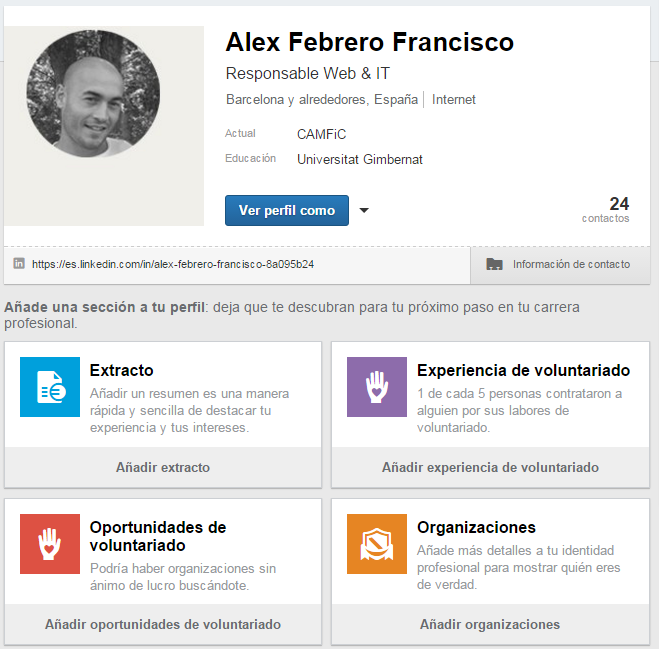 Alex Febrero Francisco
Responsable Web & IT
Barcelona y alrededores, España | Internet
Actual CAMFiC
Educación Universitat Gimbernat
Ver perfil como
24
contactos
in https://es.linkedin.com/in/alex-febrero-francisco-8a095b24
Información de contacto
Añade una sección a tu perfil: deja que te descubran para tu próximo paso en tu carrera
profesional.
Extracto
Añadir un resumen es una manera
rápida y sencilla de destacar tu
experiencia y tus intereses.
Añadir extracto
Experiencia de voluntariado
1 de cada 5 personas contrataron a
alguien por sus labores de
voluntariado.
Añadir experiencia de voluntariado
Oportunidades de
voluntariado
Podría haber organizaciones sin
ánimo de lucro buscándote.
Añadir oportunidades de voluntariado
Organizaciones
Añade más detalles a tu identidad
profesional para mostrar quién eres
de verdad.
Añadir organizaciones